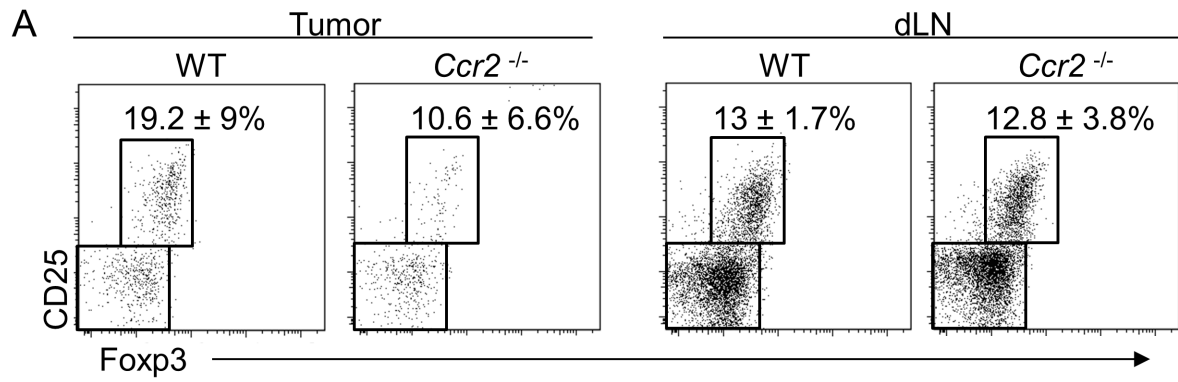 A
Tumor
dLN
WT
Ccr2 -/-
WT
Ccr2 -/-
19.2 ± 9%
10.6 ± 6.6%
13 ± 1.7%
12.8 ± 3.8%
CD25
Foxp3